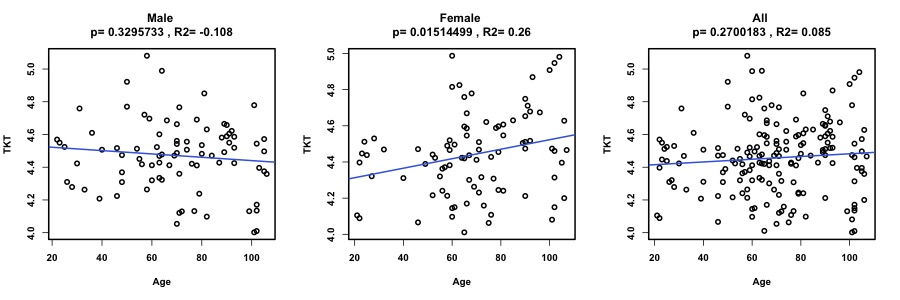 Male
p= 0.3295733 , R2= -0.108
TKT
5.0
4.8
4.6
4.4
4.2
4.0
20 40 60 80 100
Age
Female
p= 0.01514499 , R2= 0.26
TKT
5.0
4.8
4.6
4.4
4.2
4.0
20 40 60 80 100
Age
All
p= 0.2700183 , R2= 0.085
TKT
5.0
4.8
4.6
4.4
4.2
4.0
20 40 60 80 100
Age